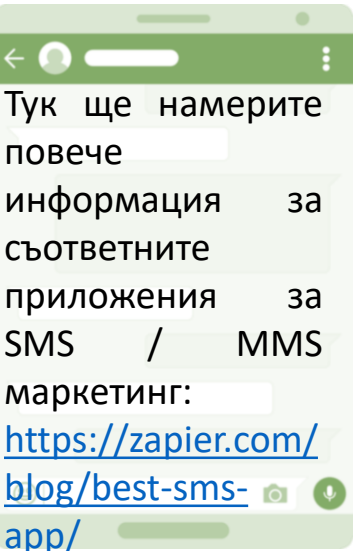 Тук ще намерите
повече
информация за
съответните
приложения за
SMS / MMS
маркетинг:
https://zapier.com/
blog/best-sms-
app/